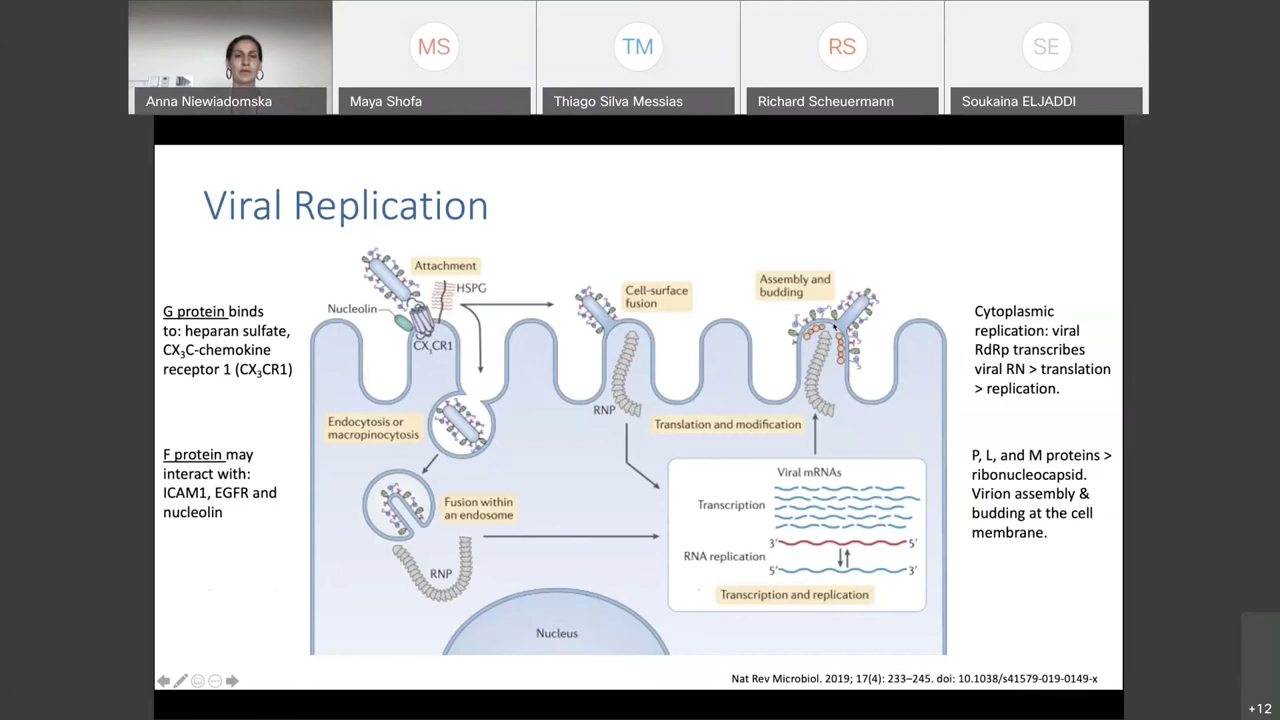 MS
TM
RS
SE
Anna Niewiadomska
Maya Shofa
Thiago Silva Messias
Richard Scheuermann
Soukaina ELJADDI
Viral Replication
G protein binds
to: heparan sulfate,
CX₃C-chemokine
receptor 1 (CX₃CR1)
F protein may
interact with:
ICAM1, EGFR and
nucleolin
Attachment
HSPG
Nucleolin
CX₃CR1
Endocytosis or
macropinocytosis
Fusion within
an endosome
RNP
Nucleus
Cell-surface
fusion
RNP
Assembly and
budding
Translation and modification
Viral mRNAs
Transcription
3′ 5′
RNA replication
5′ 3′
Transcription and replication
Cytoplasmic
replication: viral
RdRp transcribes
viral RN > translation
> replication.
P, L, and M proteins >
ribonucleocapsid.
Virion assembly &
budding at the cell
membrane.
Nat Rev Microbiol. 2019; 17(4): 233–245. doi: 10.1038/s41579-019-0149-x
+12